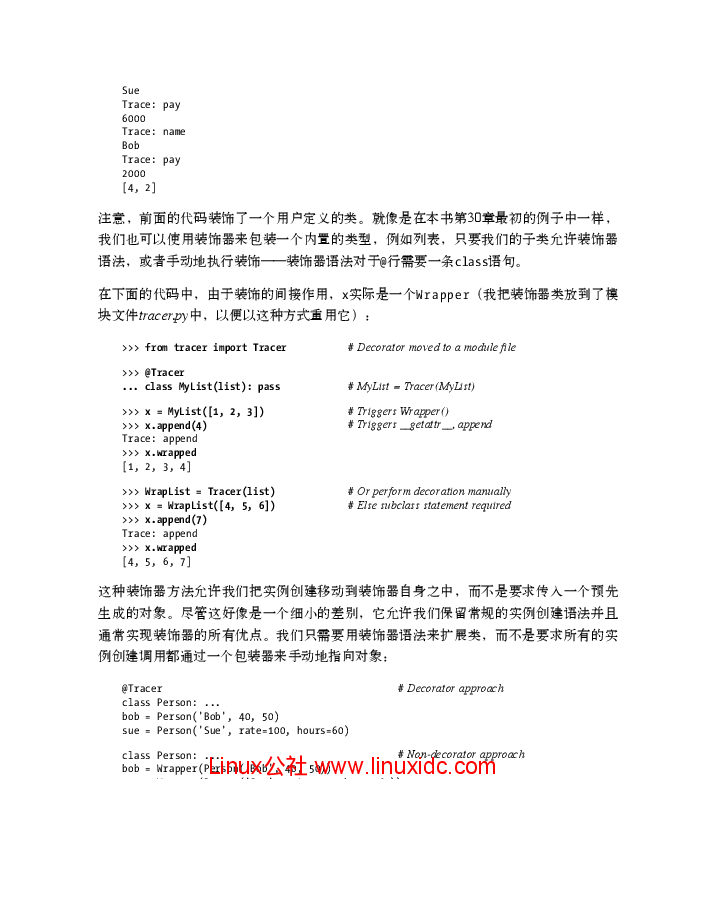 Sue
Trace: pay
6000
Trace: name
Bob
Trace: pay
2000
[4, 2]
注意，前面的代码装饰了一个用户定义的类。就像是在本书第30章最初的例子中一样，
我们也可以使用装饰器来包装一个内置的类型，例如列表，只要我们的子类允许装饰器
语法，或者手动地执行装饰——装饰器语法对于@行需要一条class语句。
在下面的代码中，由于装饰的间接作用，x实际是一个Wrapper（我把装饰器类放到了模
块文件tracer.py中，以便以这种方式重用它）：
>>> from tracer import Tracer # Decorator moved to a module file
>>> @Tracer
... class MyList(list): pass # MyList = Tracer(MyList)
>>> x = MyList([1, 2, 3]) # Triggers Wrapper()
>>> x.append(4) # Triggers __getattr__, append
Trace: append
>>> x.wrapped
[1, 2, 3, 4]
>>> WrapList = Tracer(list) # Or perform decoration manually
>>> x = WrapList([4, 5, 6]) # Else subclass statement required
>>> x.append(7)
Trace: append
>>> x.wrapped
[4, 5, 6, 7]
这种装饰器方法允许我们把实例创建移动到装饰器自身之中，而不是要求传入一个预先
生成的对象。尽管这好像是一个细小的差别，它允许我们保留常规的实例创建语法并且
通常实现装饰器的所有优点。我们只需要用装饰器语法来扩展类，而不是要求所有的实
例创建调用都通过一个包装器来手动地指向对象：
@Tracer # Decorator approach
class Person: ...
bob = Person('Bob', 40, 50)
sue = Person('Sue', rate=100, hours=60)
class Person: ... # Non-decorator approach
bob = Wrapper(Person('Bob', 40, 50))
Linux公社 www.linuxidc.com